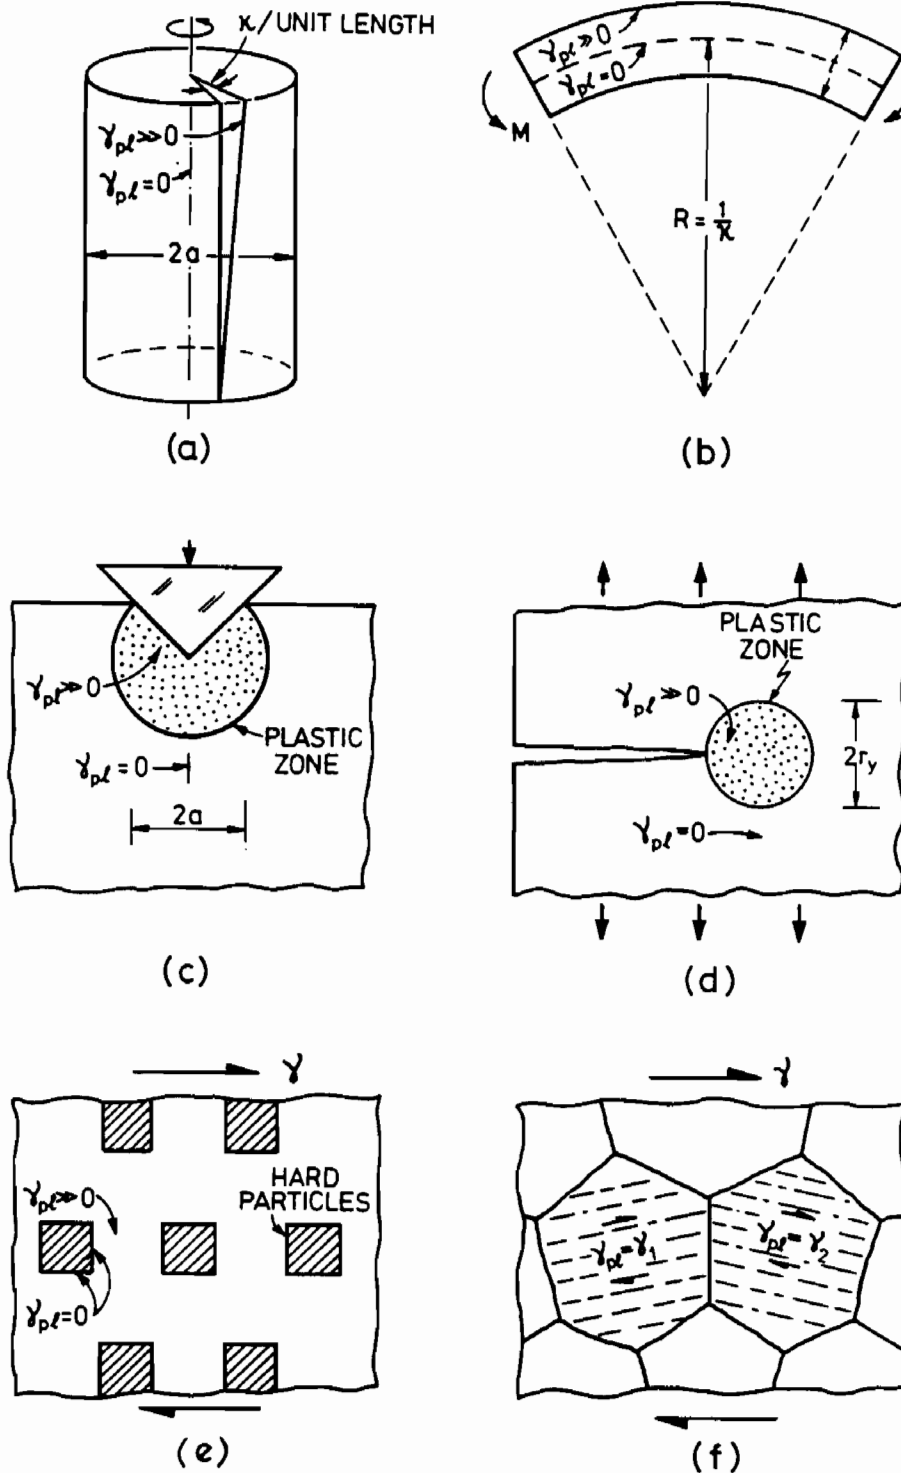 ϰ/UNIT LENGTH
γpl≫0
γpl=0
2a
(a)
γpl≫0
γpl=0
M
R = 1/ϰ
(b)
γpl≫0
PLASTIC
ZONE
γpl=0
2a
(c)
PLASTIC
ZONE
γpl≫0
2ry
γpl=0
(d)
γ
HARD
PARTICLES
γpl≫0
γpl=0
(e)
γ
γpl=γ1
γpl=γ2
(f)